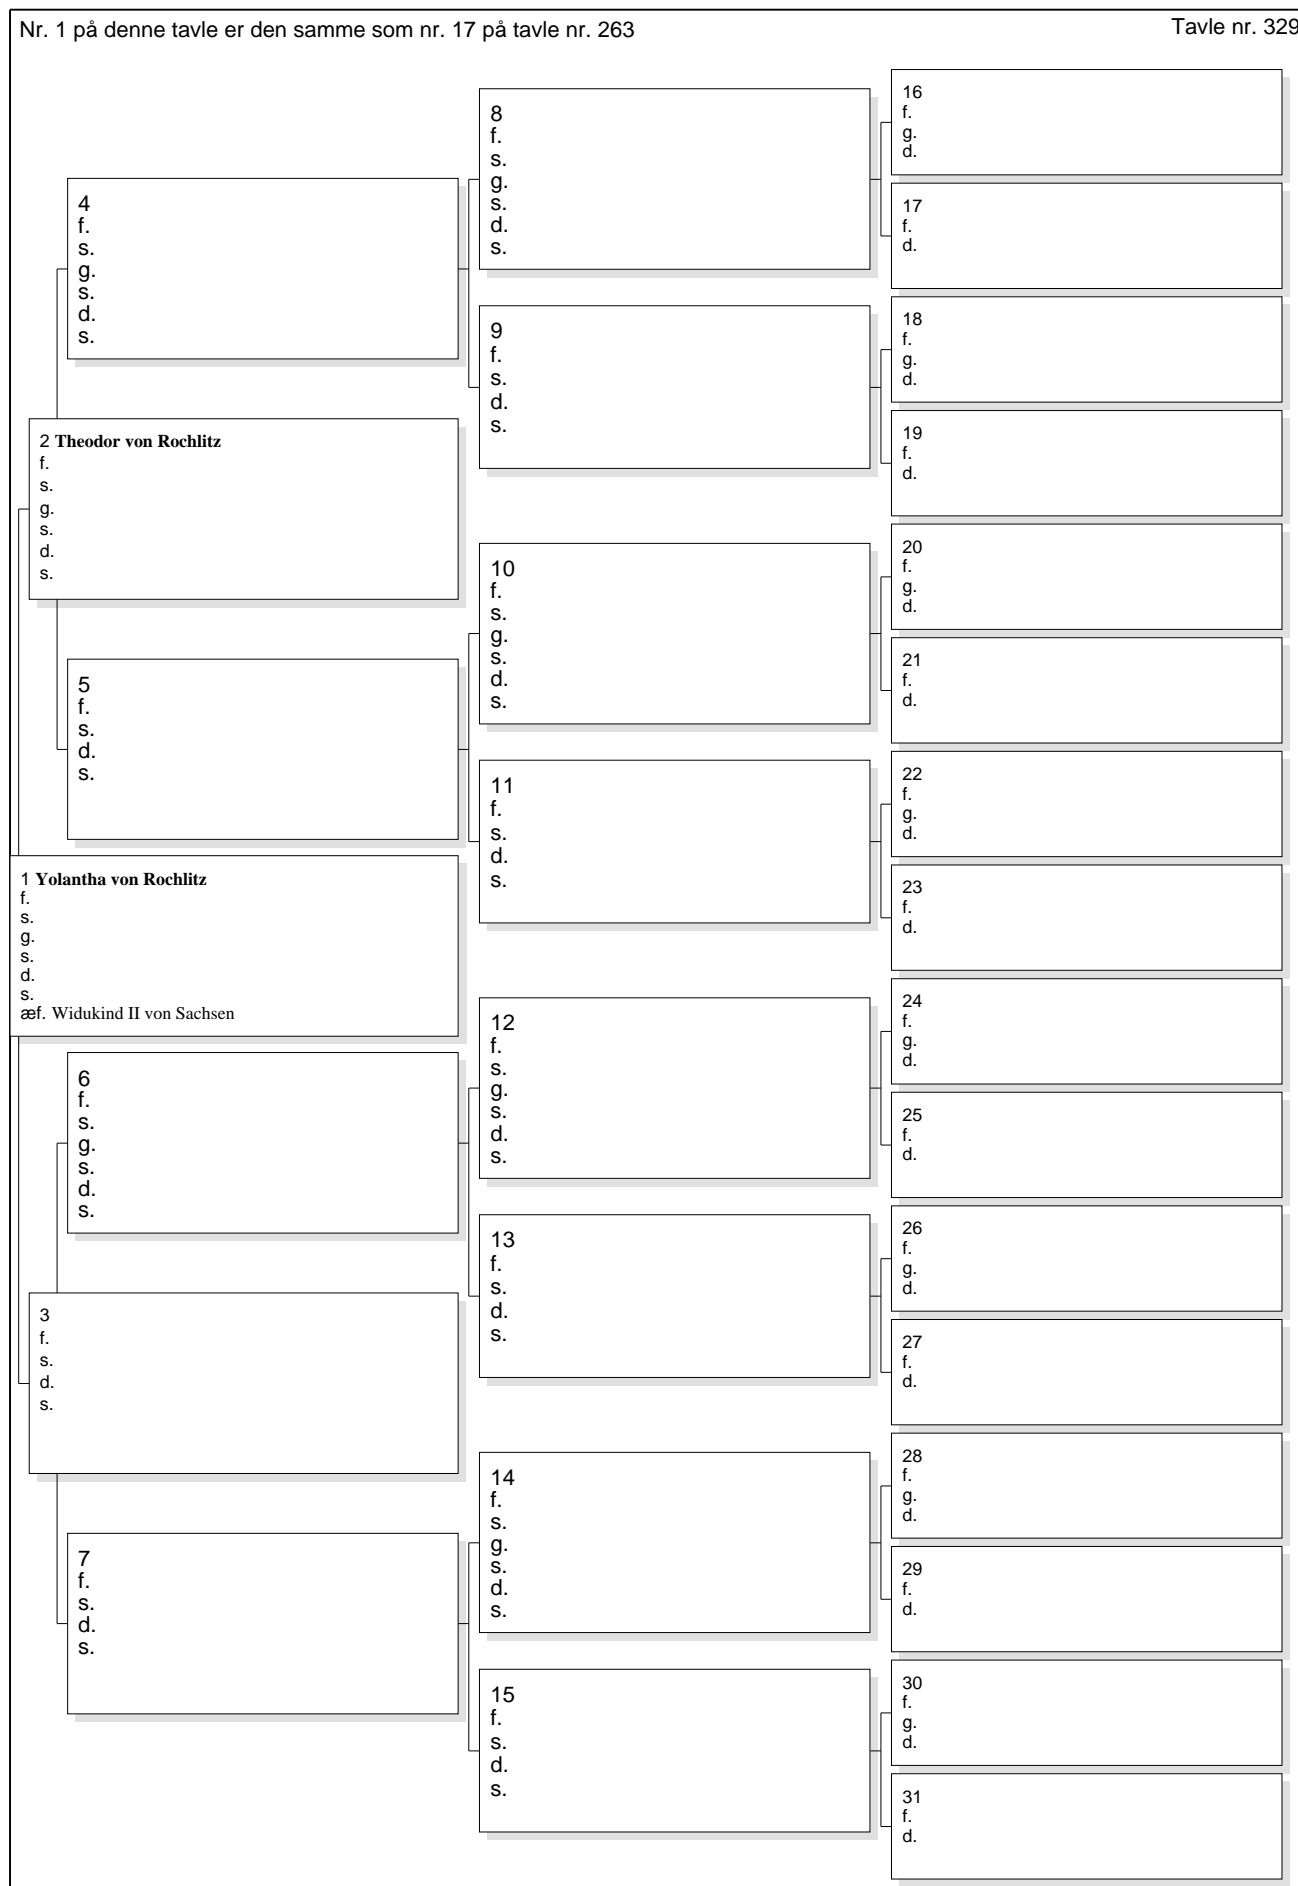 Nr. 1 på denne tavle er den samme som nr. 17 på tavle nr. 263
Tavle nr. 329
1 Yolantha von Rochlitz
f.
s.
g.
s.
d.
s.
æf. Widukind II von Sachsen
2 Theodor von Rochlitz
f.
s.
g.
s.
d.
s.
3
f.
s.
d.
s.
4
f.
s.
g.
s.
d.
s.
5
f.
s.
d.
s.
6
f.
s.
g.
s.
d.
s.
7
f.
s.
d.
s.
8
f.
s.
g.
s.
d.
s.
9
f.
s.
d.
s.
10
f.
s.
g.
s.
d.
s.
11
f.
s.
d.
s.
12
f.
s.
g.
s.
d.
s.
13
f.
s.
d.
s.
14
f.
s.
g.
s.
d.
s.
15
f.
s.
d.
s.
16
f.
g.
d.
17
f.
d.
18
f.
g.
d.
19
f.
d.
20
f.
g.
d.
21
f.
d.
22
f.
g.
d.
23
f.
d.
24
f.
g.
d.
25
f.
d.
26
f.
g.
d.
27
f.
d.
28
f.
g.
d.
29
f.
d.
30
f.
g.
d.
31
f.
d.